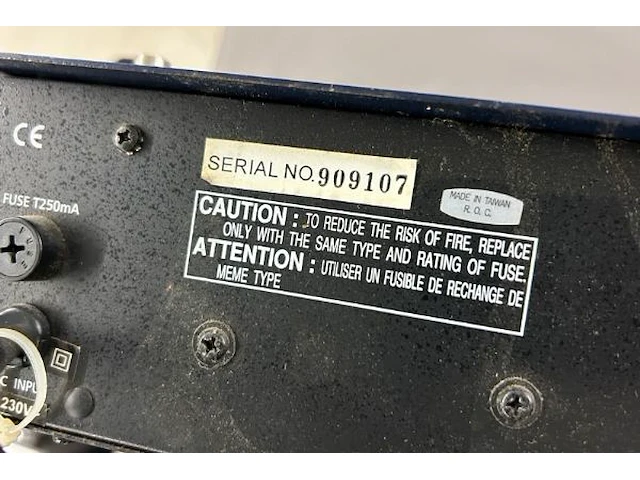 CE
SERIAL NO. 909107
MADE IN TAIWAN
R. O. C.
FUSE T250mA
CAUTION : TO REDUCE THE RISK OF FIRE, REPLACE
ONLY WITH THE SAME TYPE AND RATING OF FUSE.
ATTENTION : UTILISER UN FUSIBLE DE RECHANGE DE
MEME TYPE
C INPUT
230V